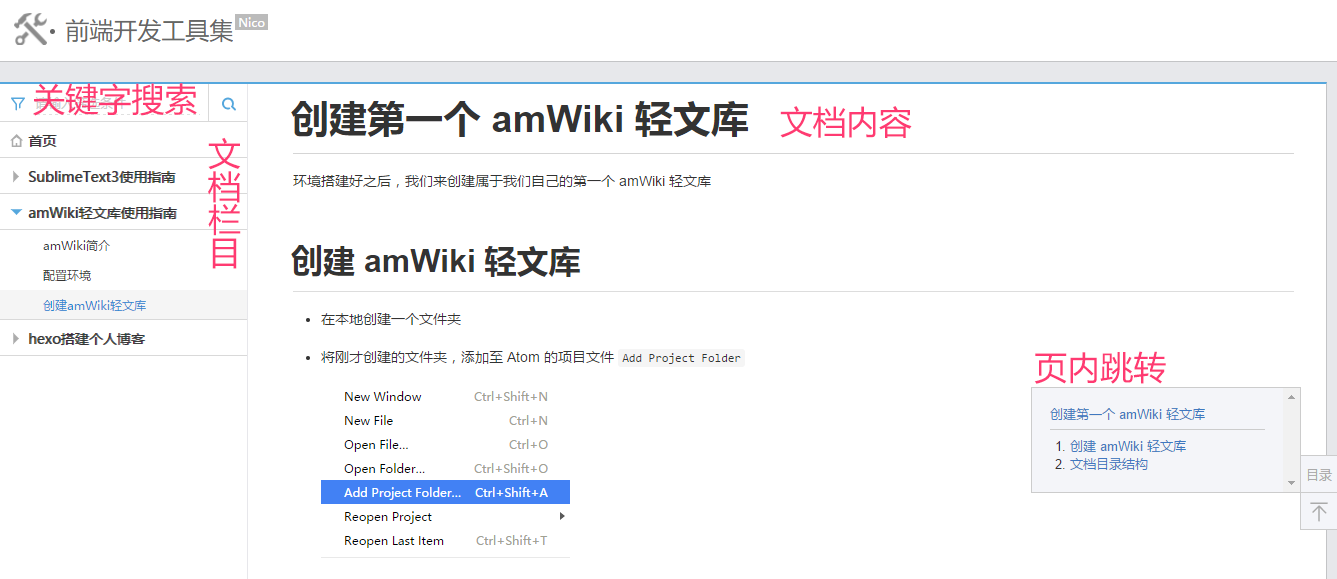 前端开发工具集 Nico
关键字搜索
首页
SublimeText3使用指南
amWiki轻文库使用指南
amWiki简介
配置环境
创建amWiki轻文库
hexo搭建个人博客
文档栏目
创建第一个 amWiki 轻文库
文档内容
环境搭建好之后，我们来创建属于我们自己的第一个 amWiki 轻文库
创建 amWiki 轻文库
在本地创建一个文件夹
将刚才创建的文件夹，添加至 Atom 的项目文件 Add Project Folder
New Window Ctrl+Shift+N
New File Ctrl+N
Open File... Ctrl+O
Open Folder... Ctrl+Shift+O
Add Project Folder... Ctrl+Shift+A
Reopen Project
Reopen Last Item Ctrl+Shift+T
页内跳转
创建第一个 amWiki 轻文库
1. 创建 amWiki 轻文库
2. 文档目录结构
目录